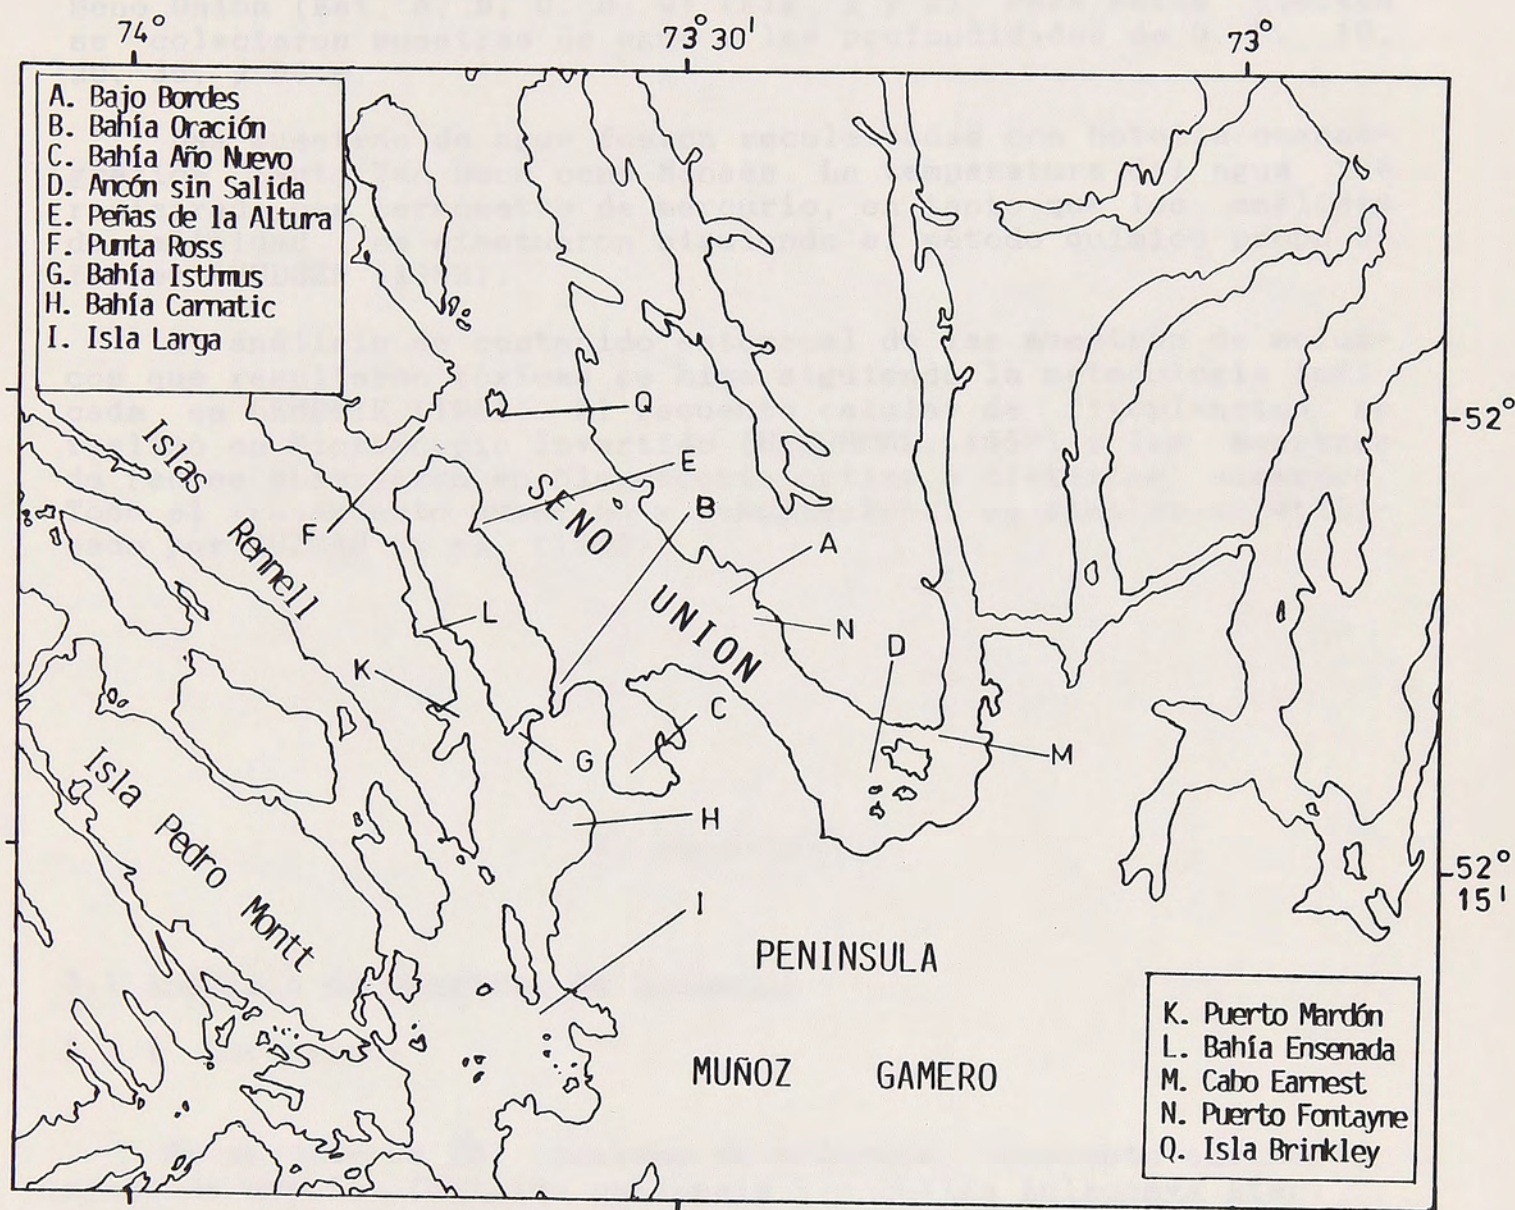 74°
73° 30'
73°
A. Bajo Bordes
B. Bahía Oración
C. Bahía Año Nuevo
D. Ancón sin Salida
E. Peñas de la Altura
F. Punta Ross
G. Bahía Isthmus
H. Bahía Carnatic
I. Isla Larga
Q
52°
Islas
Rennell
E
SENO
UNION
B
F
A
L
N
D
K
C
G
M
H
Isla
Pedro
Montt
52°
15'
I
PENINSULA
MUÑOZ GAMERO
K. Puerto Mardón
L. Bahía Ensenada
M. Cabo Earnest
N. Puerto Fontayne
Q. Isla Brinkley